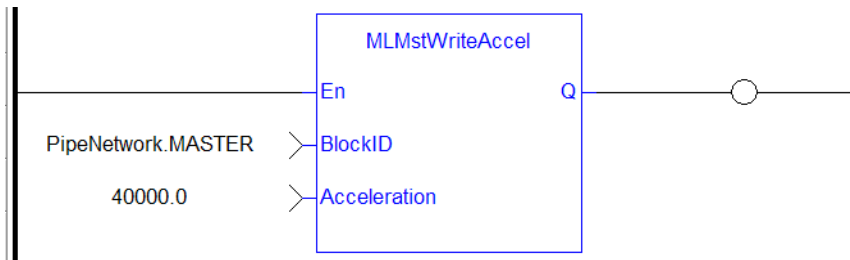 MLMstWriteAccel
En Q
PipeNetwork.MASTER BlockID
40000.0 Acceleration